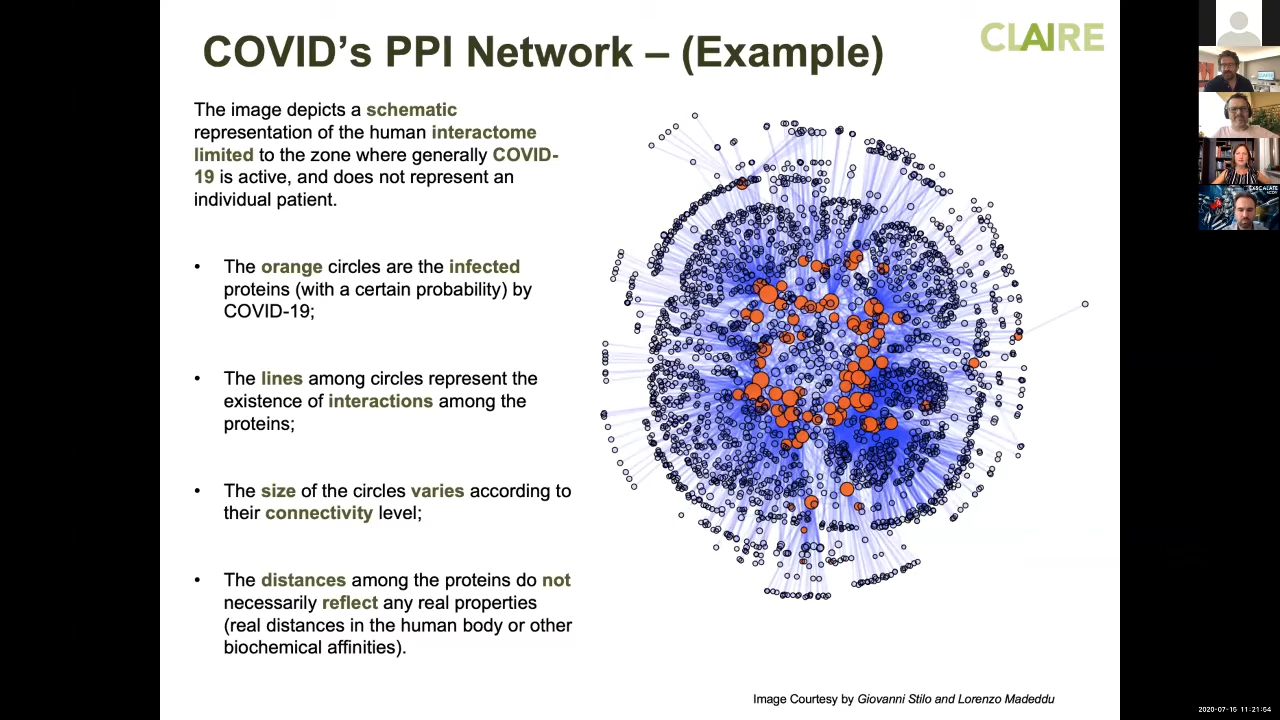 COVID's PPI Network – (Example)
CLAIRE
The image depicts a schematic
representation of the human interactome
limited to the zone where generally COVID-
19 is active, and does not represent an
individual patient.
• The orange circles are the infected
proteins (with a certain probability) by
COVID-19;
• The lines among circles represent the
existence of interactions among the
proteins;
• The size of the circles varies according to
their connectivity level;
• The distances among the proteins do not
necessarily reflect any real properties
(real distances in the human body or other
biochemical affinities).
Image Courtesy by Giovanni Stilo and Lorenzo Madeddu
2020-07-15 11:21:54